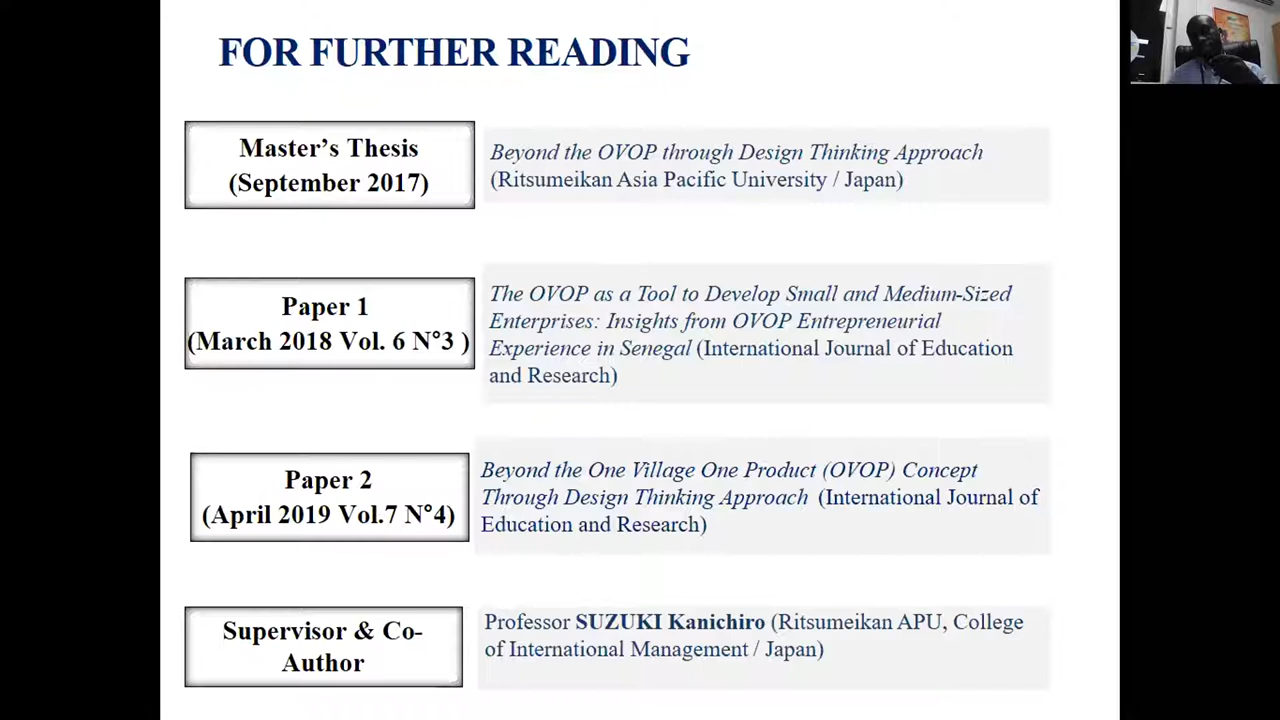 FOR FURTHER READING
Master’s Thesis
(September 2017)
Beyond the OVOP through Design Thinking Approach
(Ritsumeikan Asia Pacific University / Japan)
Paper 1
(March 2018 Vol. 6 N°3 )
The OVOP as a Tool to Develop Small and Medium-Sized
Enterprises: Insights from OVOP Entrepreneurial
Experience in Senegal (International Journal of Education
and Research)
Paper 2
(April 2019 Vol.7 N°4)
Beyond the One Village One Product (OVOP) Concept
Through Design Thinking Approach (International Journal of
Education and Research)
Supervisor & Co-
Author
Professor SUZUKI Kanichiro (Ritsumeikan APU, College
of International Management / Japan)